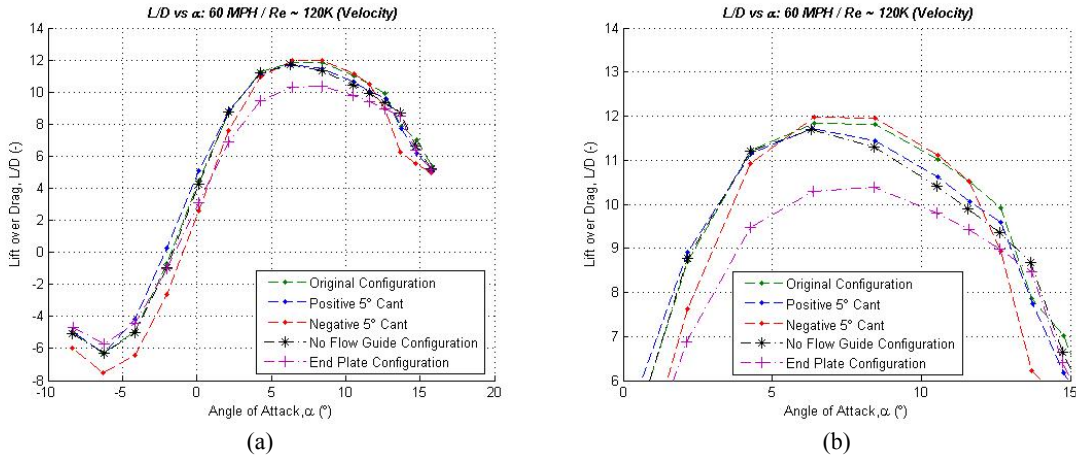 L/D vs α: 60 MPH / Re ~ 120K (Velocity)
14
12
10
8
6
4
2
0
-2
-4
-6
-8
-10
-5
0
5
10
15
20
Lift over Drag, L/D (-)
Angle of Attack,α (°)
Original Configuration
Positive 5° Cant
Negative 5° Cant
No Flow Guide Configuration
End Plate Configuration
(a)
L/D vs α: 60 MPH / Re ~ 120K (Velocity)
14
13
12
11
10
9
8
7
6
5
10
15
Lift over Drag, L/D (-)
Angle of Attack,α (°)
Original Configuration
Positive 5° Cant
Negative 5° Cant
No Flow Guide Configuration
End Plate Configuration
(b)